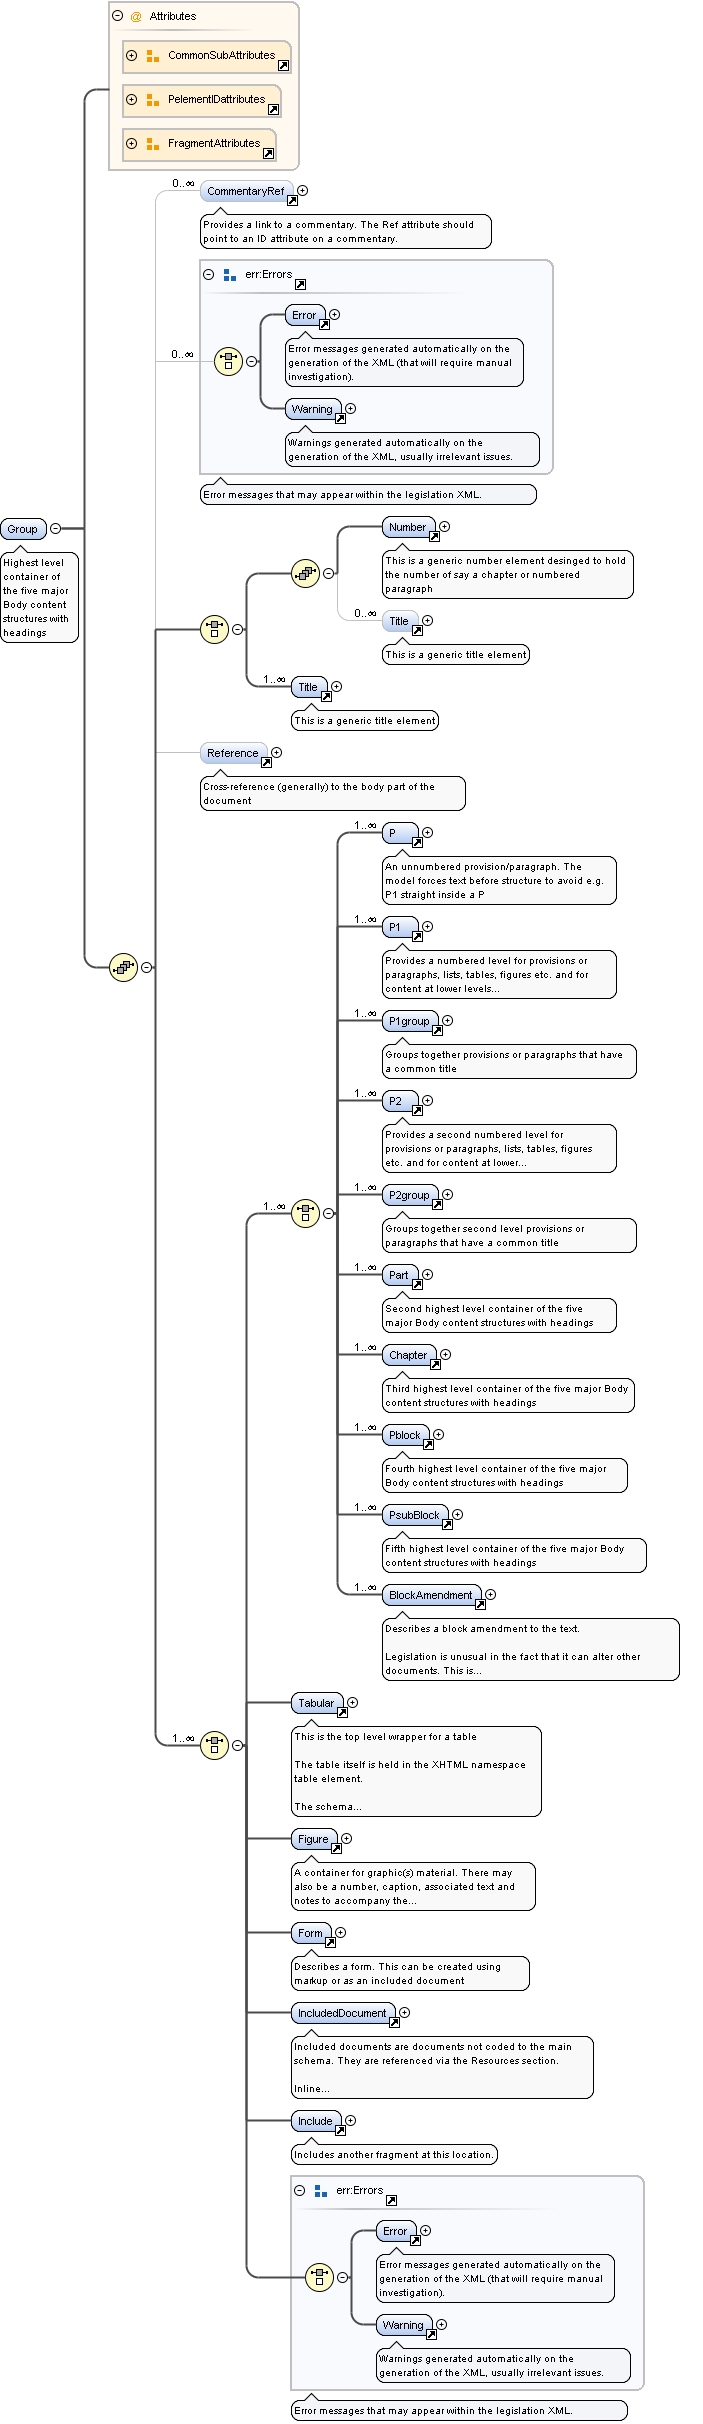 @ Attributes
CommonSubAttributes
PelementIDattributes
FragmentAttributes
0..∞
CommentaryRef
Provides a link to a commentary. The Ref attribute should
point to an ID attribute on a commentary.
err:Errors
Error
Error messages generated automatically on the
generation of the XML (that will require manual
investigation).
0..∞
Warning
Warnings generated automatically on the
generation of the XML, usually irrelevant issues.
Error messages that may appear within the legislation XML.
Group
Highest level
container of
the five major
Body content
structures with
headings
Number
This is a generic number element desinged to hold
the number of say a chapter or numbered
paragraph
0..∞
Title
This is a generic title element
1..∞
Title
This is a generic title element
Reference
Cross-reference (generally) to the body part of the
document
1..∞
P
An unnumbered provision/paragraph. The
model forces text before structure to avoid e.g.
P1 straight inside a P
1..∞
P1
Provides a numbered level for provisions or
paragraphs, lists, tables, figures etc. and for
content at lower levels...
1..∞
P1group
Groups together provisions or paragraphs that have
a common title
1..∞
P2
Provides a second numbered level for
provisions or paragraphs, lists, tables, figures
etc. and for content at lower...
1..∞
P2group
Groups together second level provisions or
paragraphs that have a common title
1..∞
1..∞
Part
Second highest level container of the five
major Body content structures with headings
1..∞
Chapter
Third highest level container of the five major Body
content structures with headings
1..∞
Pblock
Fourth highest level container of the five major
Body content structures with headings
1..∞
PsubBlock
Fifth highest level container of the five major Body
content structures with headings
1..∞
BlockAmendment
Describes a block amendment to the text.
Legislation is unusual in the fact that it can alter other
documents. This is...
1..∞
Tabular
This is the top level wrapper for a table
The table itself is held in the XHTML namespace
table element.
The schema...
Figure
A container for graphic(s) material. There may
also be a number, caption, associated text and
notes to accompany the...
Form
Describes a form. This can be created using
markup or as an included document
IncludedDocument
Included documents are documents not coded to the main
schema. They are referenced via the Resources section.
Inline...
Include
Includes another fragment at this location.
err:Errors
Error
Error messages generated automatically on the
generation of the XML (that will require manual
investigation).
Warning
Warnings generated automatically on the
generation of the XML, usually irrelevant issues.
Error messages that may appear within the legislation XML.